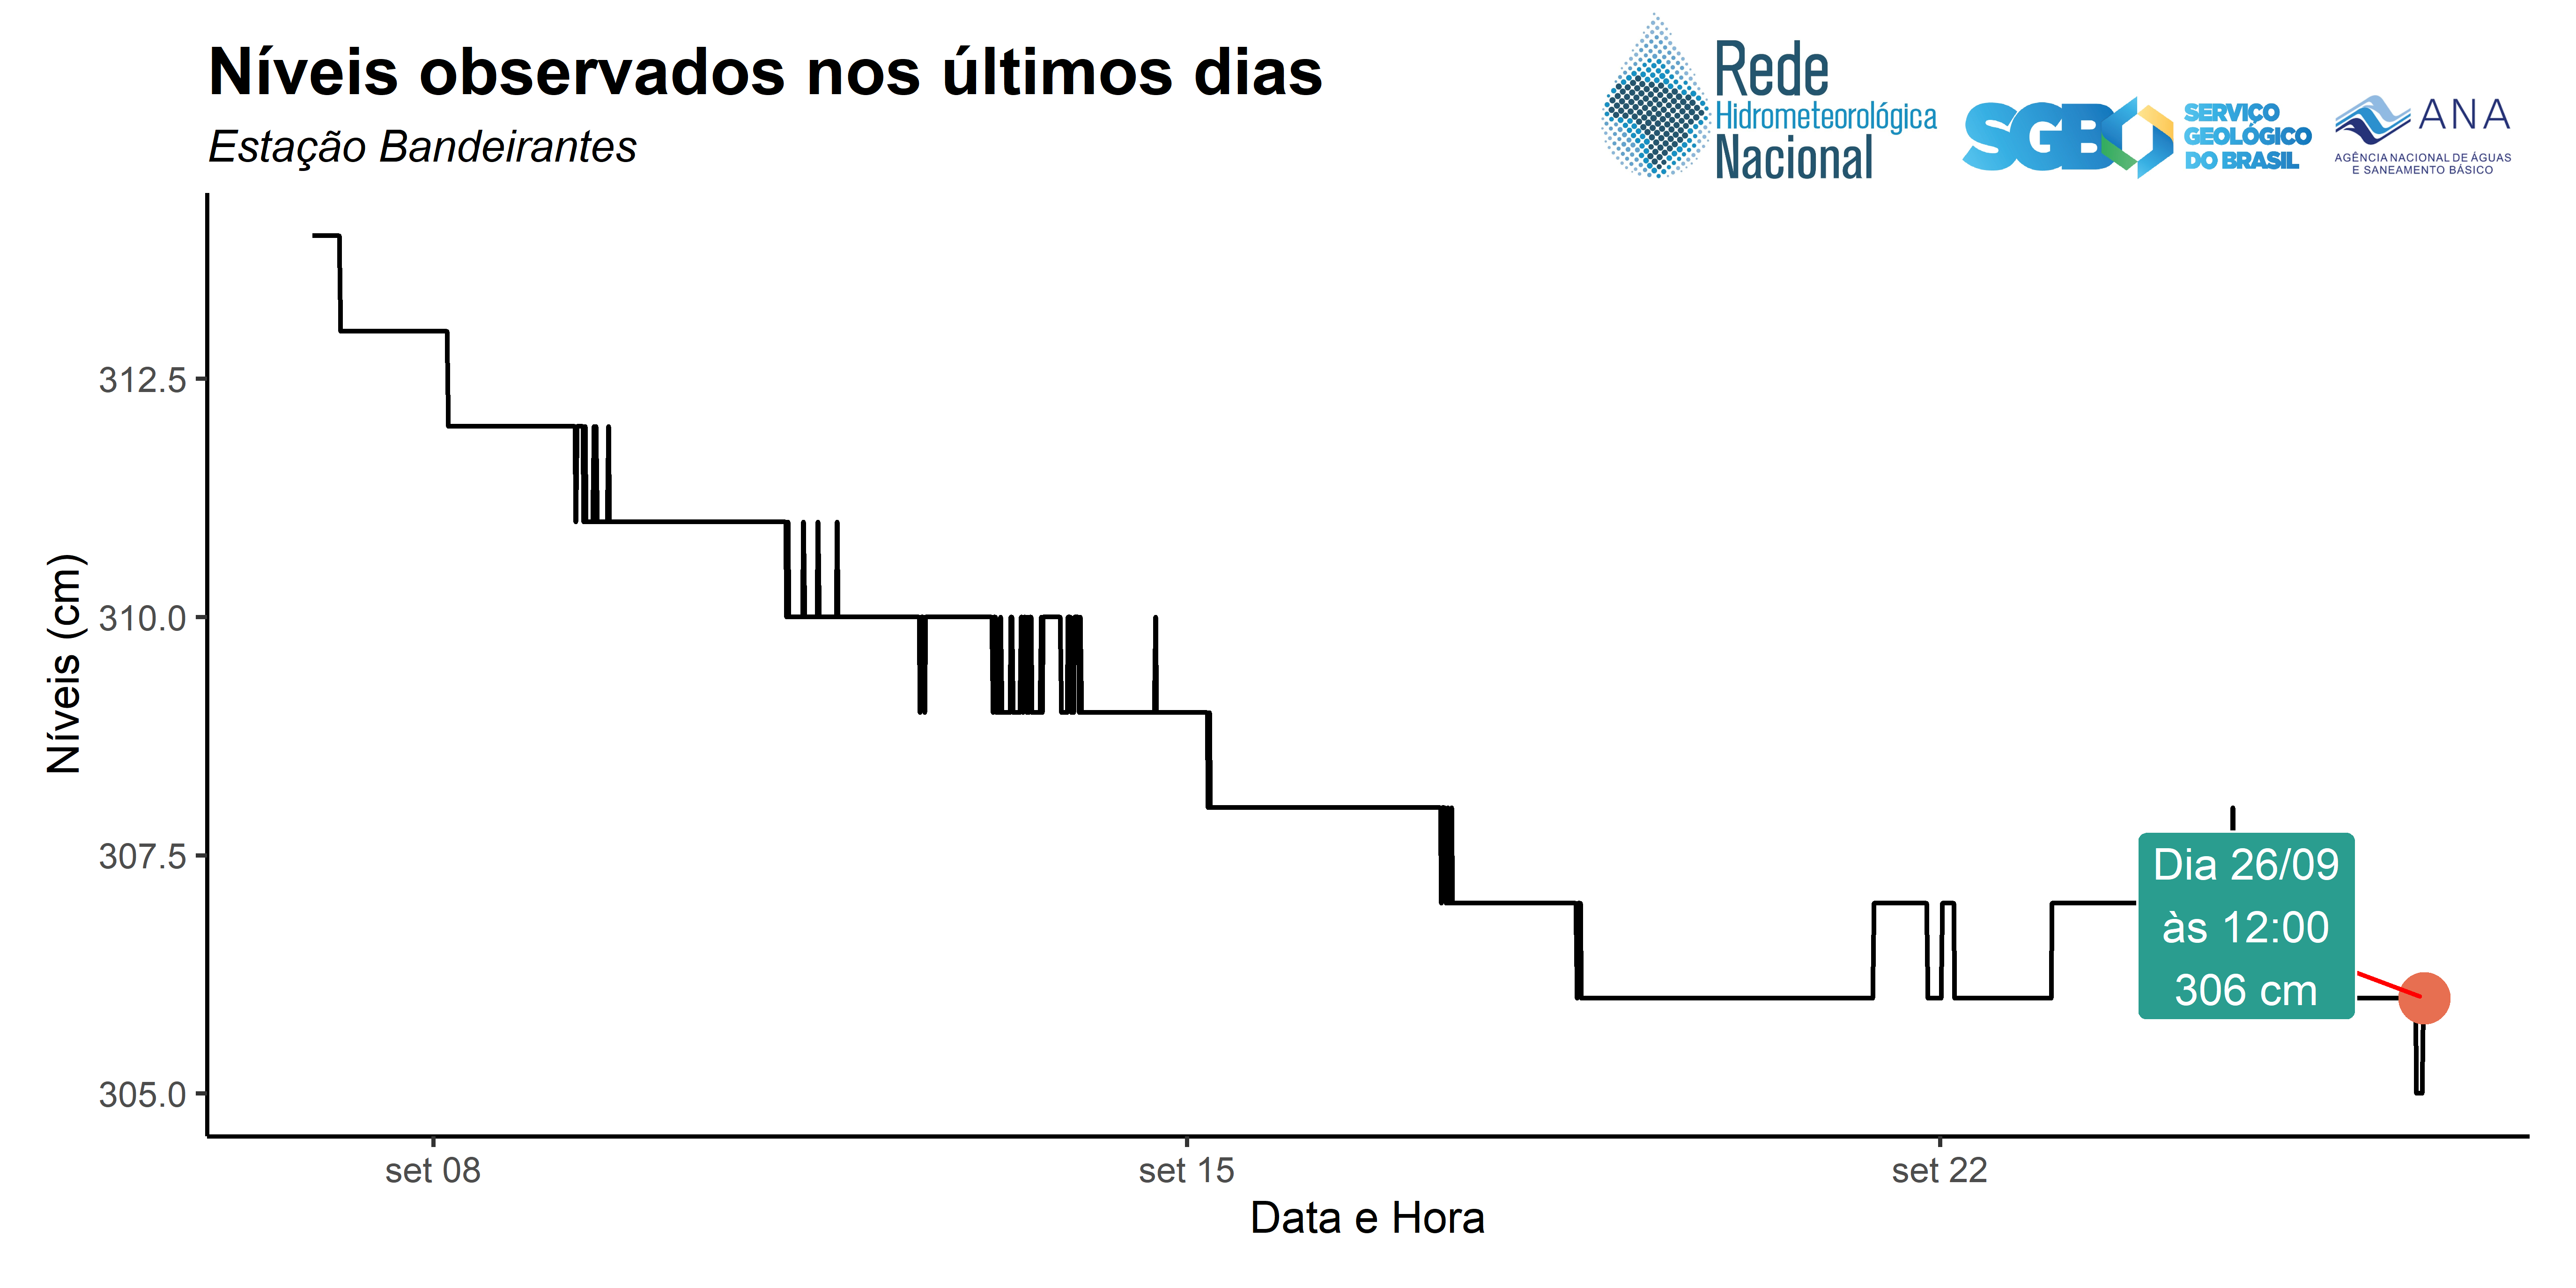 Níveis observados nos últimos dias
Estação Bandeirantes
Rede
Hidrometeorológica
Nacional
SGB
SERVIÇO
GEOLÓGICO
DO BRASIL
ANA
AGÊNCIA NACIONAL DE ÁGUAS
E SANEAMENTO BÁSICO
Níveis (cm)
312.5
310.0
307.5
305.0
Dia 26/09
às 12:00
306 cm
set 08
set 15
set 22
Data e Hora